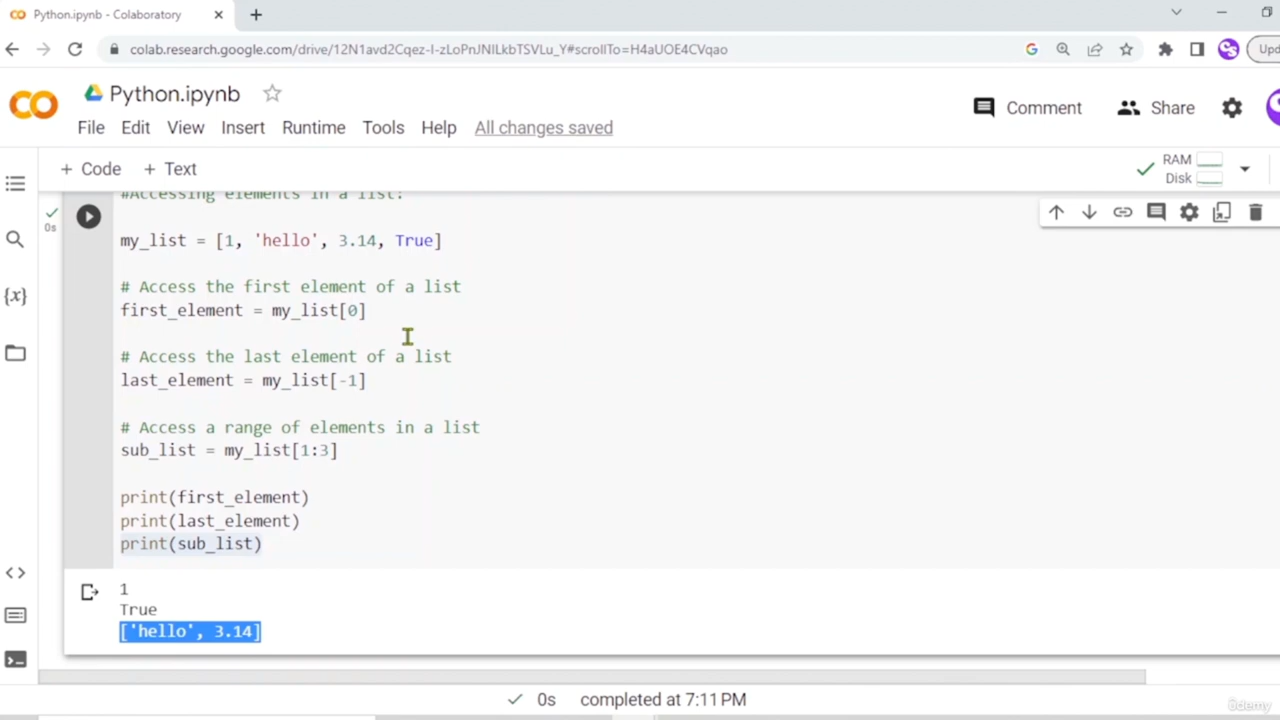 Python.ipynb - Colaboratory
colab.research.google.com/drive/12N1avd2Cqez-I-zLoPnJNILkbTSVLu_Y#scrollTo=H4aUOE4CVqao
Upd
Python.ipynb
Comment
Share
File Edit View Insert Runtime Tools Help All changes saved
+ Code + Text
RAM
Disk
0s
#Accessing elements in a list:
my_list = [1, 'hello', 3.14, True]
# Access the first element of a list
first_element = my_list[0]
# Access the last element of a list
last_element = my_list[-1]
# Access a range of elements in a list
sub_list = my_list[1:3]
print(first_element)
print(last_element)
print(sub_list)
1
True
['hello', 3.14]
0s completed at 7:11 PM
ûdemy